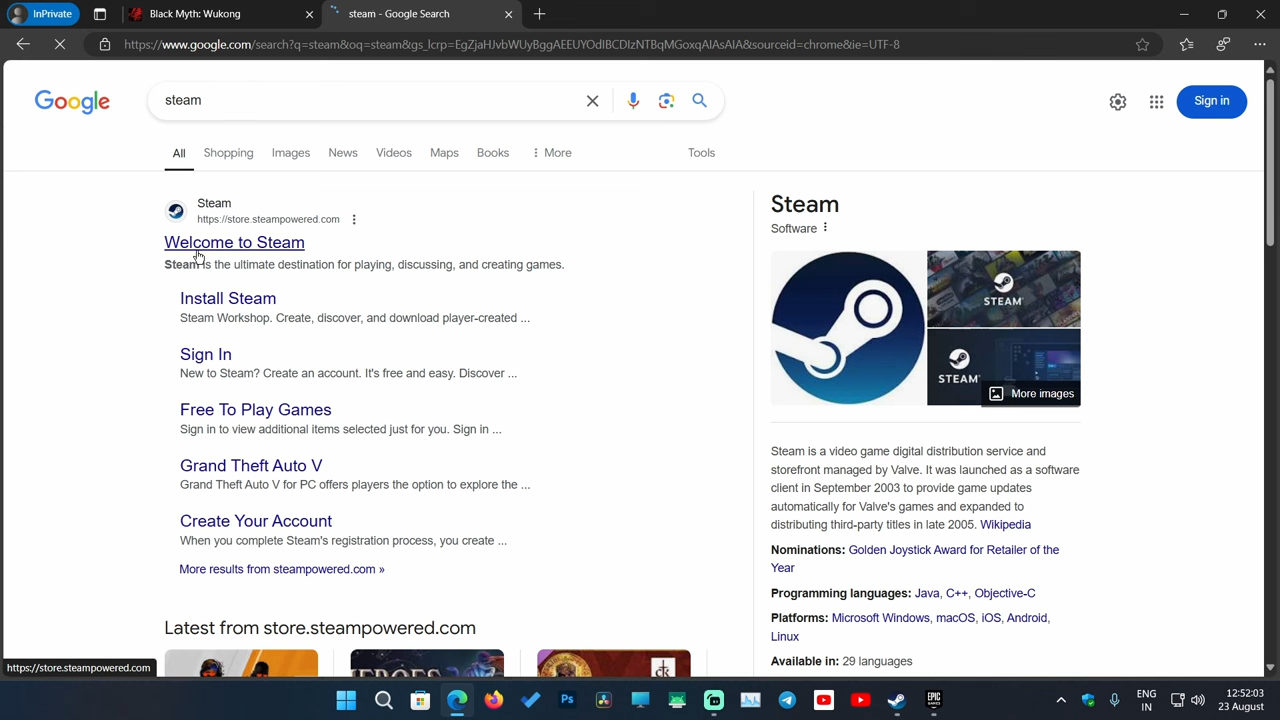 InPrivate
Black Myth: Wukong
steam - Google Search
https://www.google.com/search?q=steam&oq=steam&gs_lcrp=EgZjaHJvbWUyBggAEEUYOdIBCDIzNTBqMGoxqAIAsAIA&sourceid=chrome&ie=UTF-8
Google
steam
Sign in
All
Shopping
Images
News
Videos
Maps
Books
More
Tools
Steam
https://store.steampowered.com
Welcome to Steam
Steam is the ultimate destination for playing, discussing, and creating games.
Install Steam
Steam Workshop. Create, discover, and download player-created ...
Sign In
New to Steam? Create an account. It's free and easy. Discover ...
Free To Play Games
Sign in to view additional items selected just for you. Sign in ...
Grand Theft Auto V
Grand Theft Auto V for PC offers players the option to explore the ...
Create Your Account
When you complete Steam's registration process, you create ...
More results from steampowered.com »
Latest from store.steampowered.com
Steam
Software
STEAM
STEAM
More images
Steam is a video game digital distribution service and
storefront managed by Valve. It was launched as a software
client in September 2003 to provide game updates
automatically for Valve's games and expanded to
distributing third-party titles in late 2005. Wikipedia
Nominations: Golden Joystick Award for Retailer of the
Year
Programming languages: Java, C++, Objective-C
Platforms: Microsoft Windows, macOS, iOS, Android,
Linux
Available in: 29 languages
https://store.steampowered.com
Ps
EPIC
GAMES
ENG
IN
12:52:03
23 August